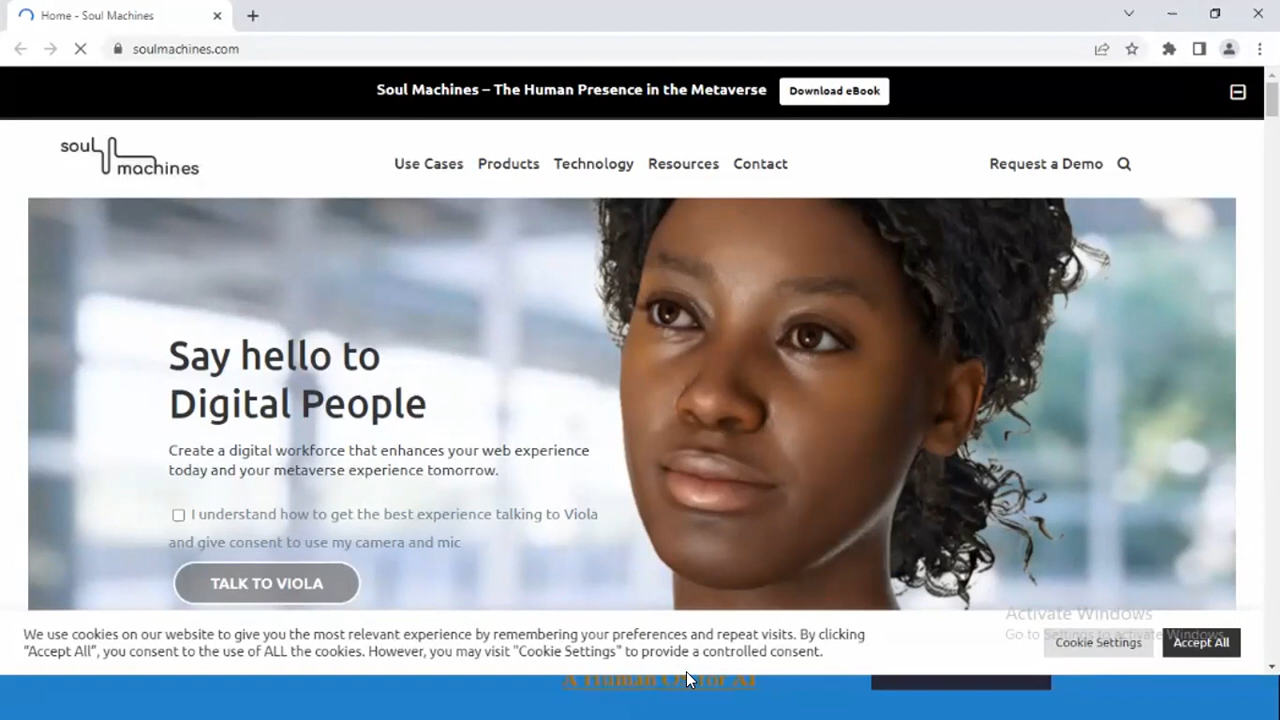 Home - Soul Machines
soulmachines.com
Soul Machines – The Human Presence in the Metaverse
Download eBook
soul machines
Use Cases Products Technology Resources Contact
Request a Demo
Say hello to
Digital People
Create a digital workforce that enhances your web experience
today and your metaverse experience tomorrow.
I understand how to get the best experience talking to Viola
and give consent to use my camera and mic
TALK TO VIOLA
Activate Windows
Go to Settings to activate Windows.
We use cookies on our website to give you the most relevant experience by remembering your preferences and repeat visits. By clicking
“Accept All”, you consent to the use of ALL the cookies. However, you may visit "Cookie Settings" to provide a controlled consent.
Cookie Settings
Accept All
A Human